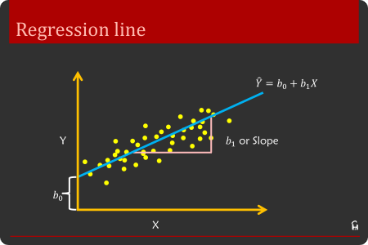 Regression line
Ŷ = b₀ + b₁X
Y
b₁ or Slope
b₀
X